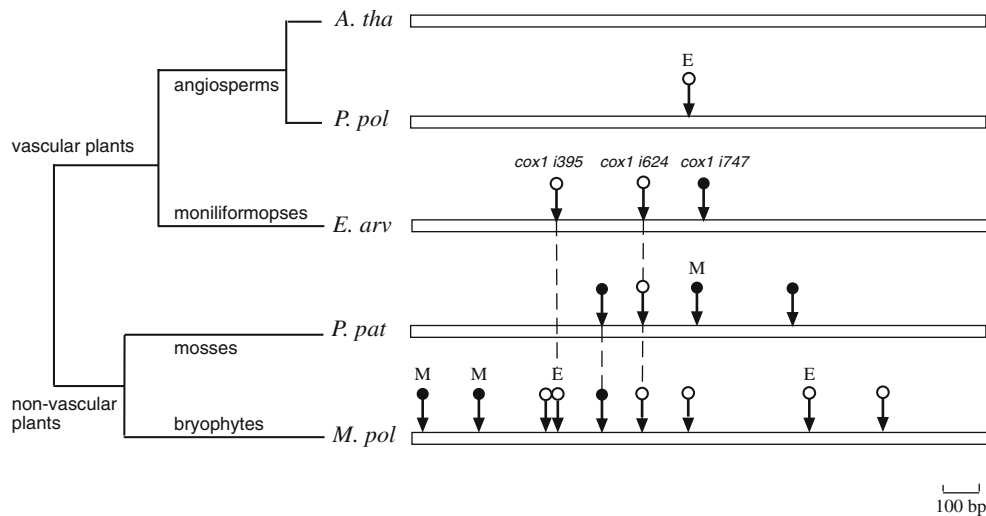 A. tha
angiosperms
E
P. pol
vascular plants
cox1 i395 cox1 i624 cox1 i747
moniliformopses
E. arv
M
P. pat
mosses
M M E E
non-vascular
plants
bryophytes
M. pol
100 bp